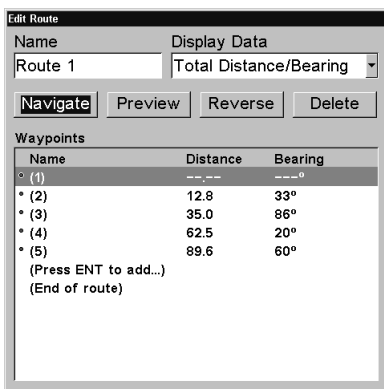 Edit Route
Name Display Data
Route 1 Total Distance/Bearing
Navigate Preview Reverse Delete
Waypoints
Name Distance Bearing
(1) --.-- ---º
(2) 12.8 33º
(3) 35.0 86º
(4) 62.5 20º
(5) 89.6 60º
(Press ENT to add...)
(End of route)